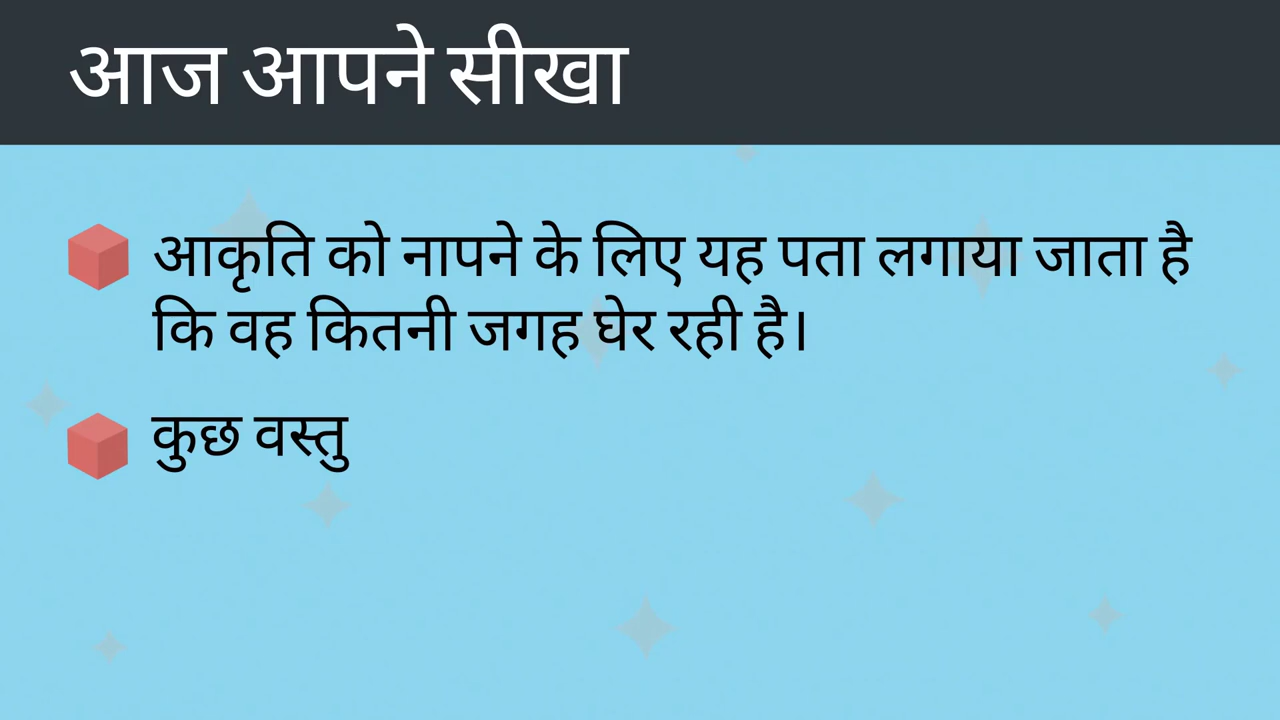 आज आपने सीखा
आकृति को नापने के लिए यह पता लगाया जाता है
कि वह कितनी जगह घेर रही है।
कुछ वस्तु